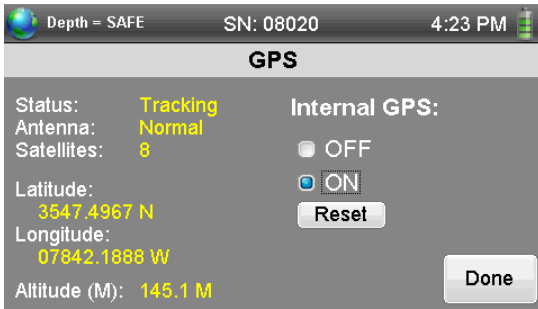 Depth = SAFE SN: 08020 4:23 PM
GPS
Status: Tracking
Antenna: Normal
Satellites: 8
Latitude:
3547.4967 N
Longitude:
07842.1888 W
Altitude (M): 145.1 M
Internal GPS:
OFF
ON
Reset
Done